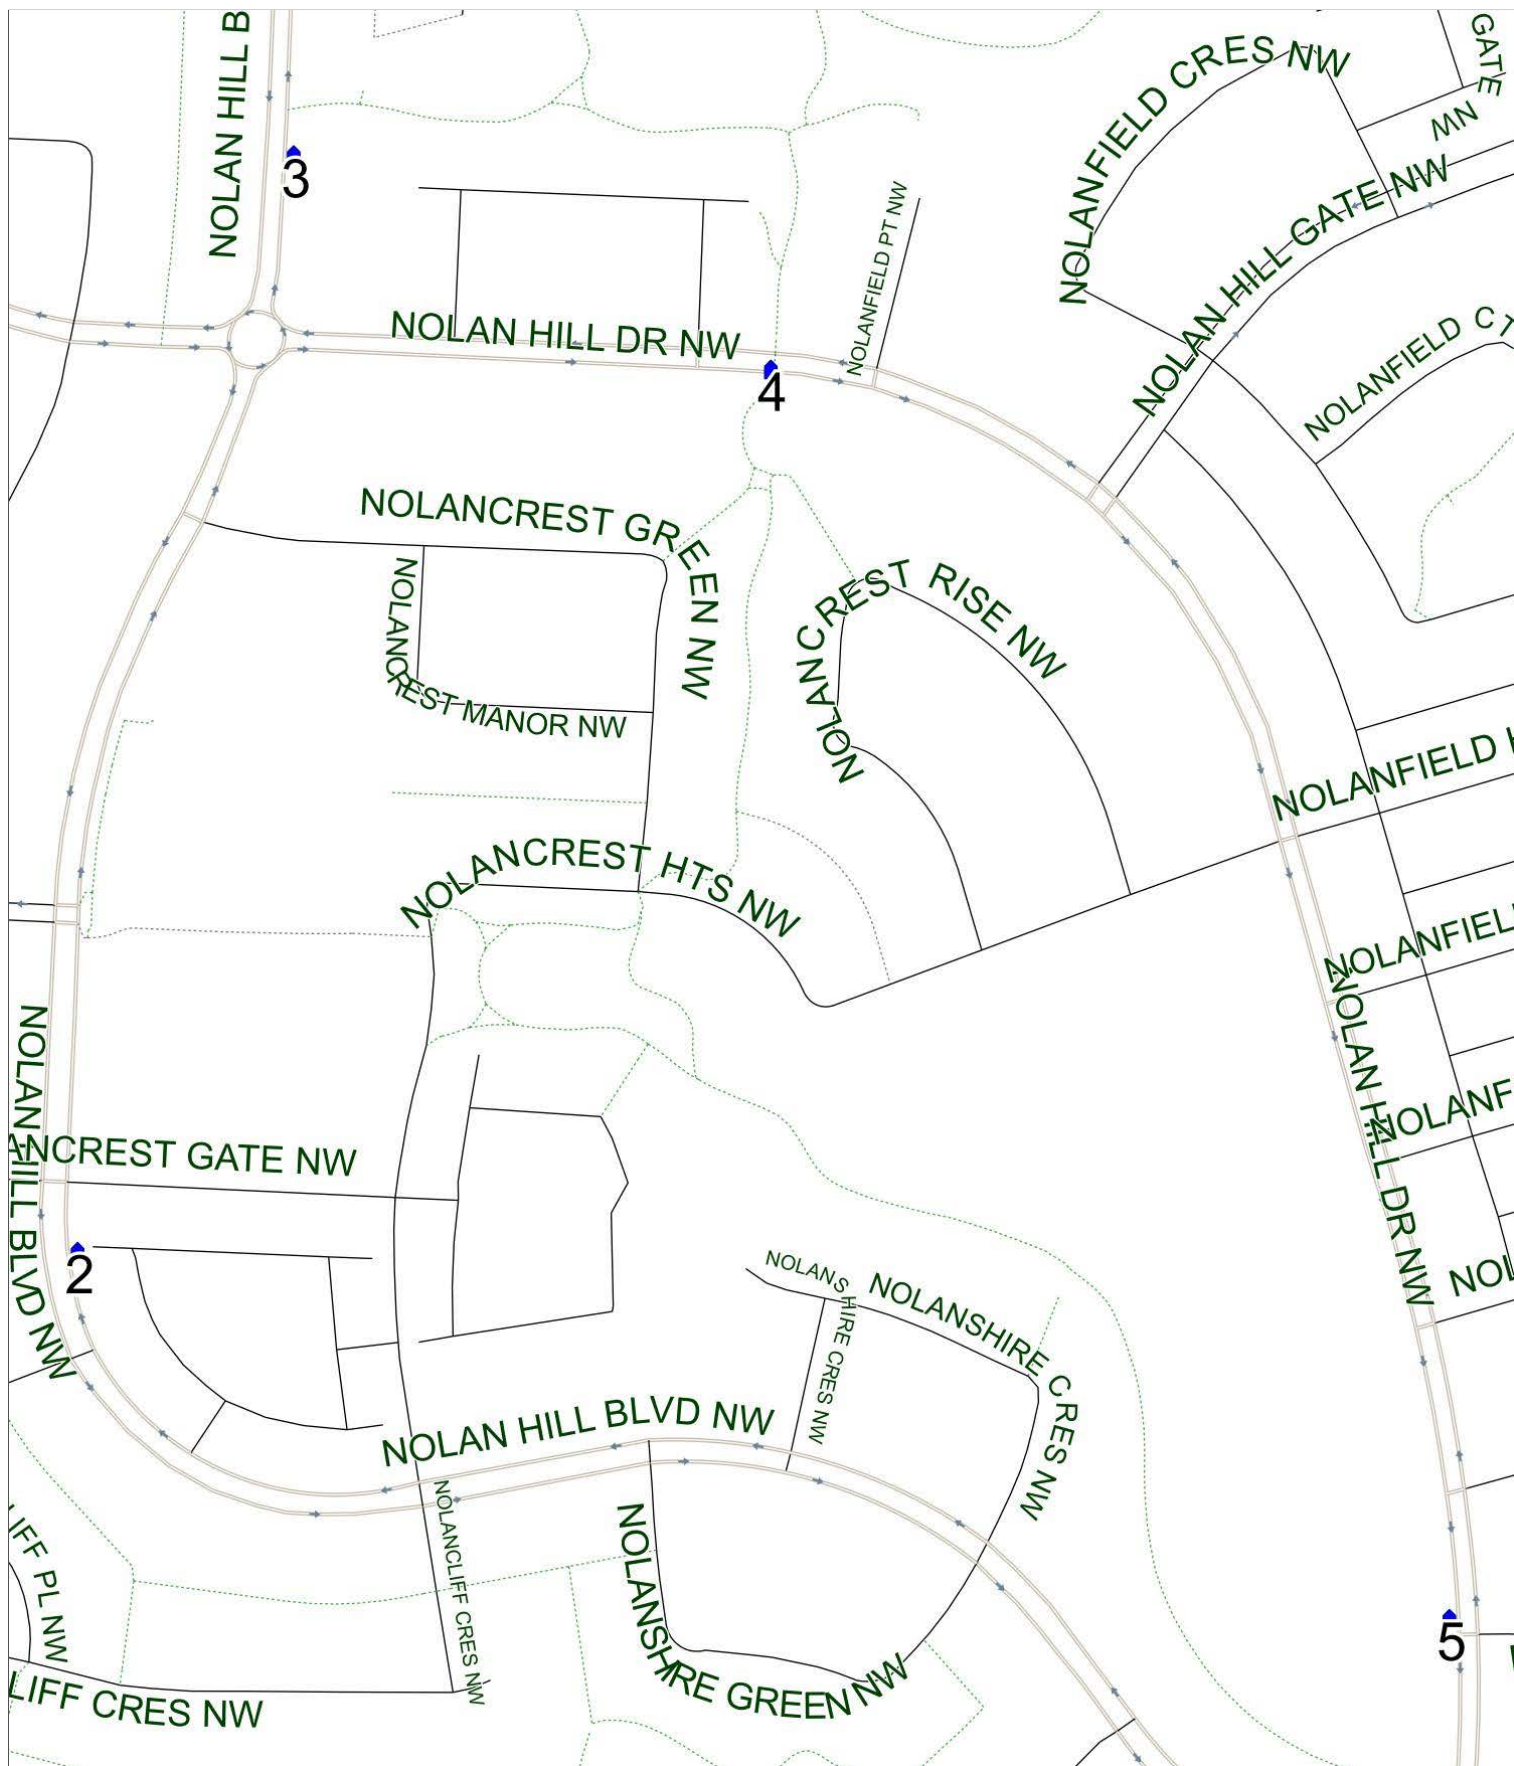 NOLAN HILL B
NOLANFIELD CRES NW
GATE
NW
3
NOLANFIELD PT NW
NOLAN HILL GATE NW
NOLAN HILL DR NW
4
NOLANFIELD CT
NOLANCREST GREEN NW
NOLANCREST MANOR NW
NOLANCREST RISE NW
NOLANFIELD
NOLANCREST HTS NW
NOLANFIEL
NOLAN HILL DR NW
NOLANF
NOLAN HILL BLVD NW
ANCREST GATE NW
2
NOL
NOLANSHIRE CRES NW
NOLANSHIRE CRES NW
NOLAN HILL BLVD NW
NOLANCLIFF CRES NW
IFF PL NW
NOLANSHIRE GREEN NW
5
LIFF CRES NW